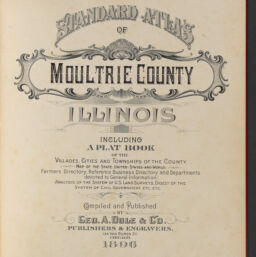 STANDARD ATLAS
OF
MOULTRIE COUNTY
ILLINOIS
INCLUDING
A PLAT BOOK
OF THE
VILLAGES, CITIES AND TOWNSHIPS OF THE COUNTY.
MAP OF THE STATE, UNITED STATES AND WORLD.
Farmers Directory, Reference Business Directory and Departments
devoted to General Information.
ANALYSIS OF THE SYSTEM OF U.S. LAND SURVEYS, DIGEST OF THE
SYSTEM OF CIVIL GOVERNMENT, ETC. ETC.
Compiled and Published
BY
GEO. A. OGLE & CO.
PUBLISHERS & ENGRAVERS.
CHICAGO
1896